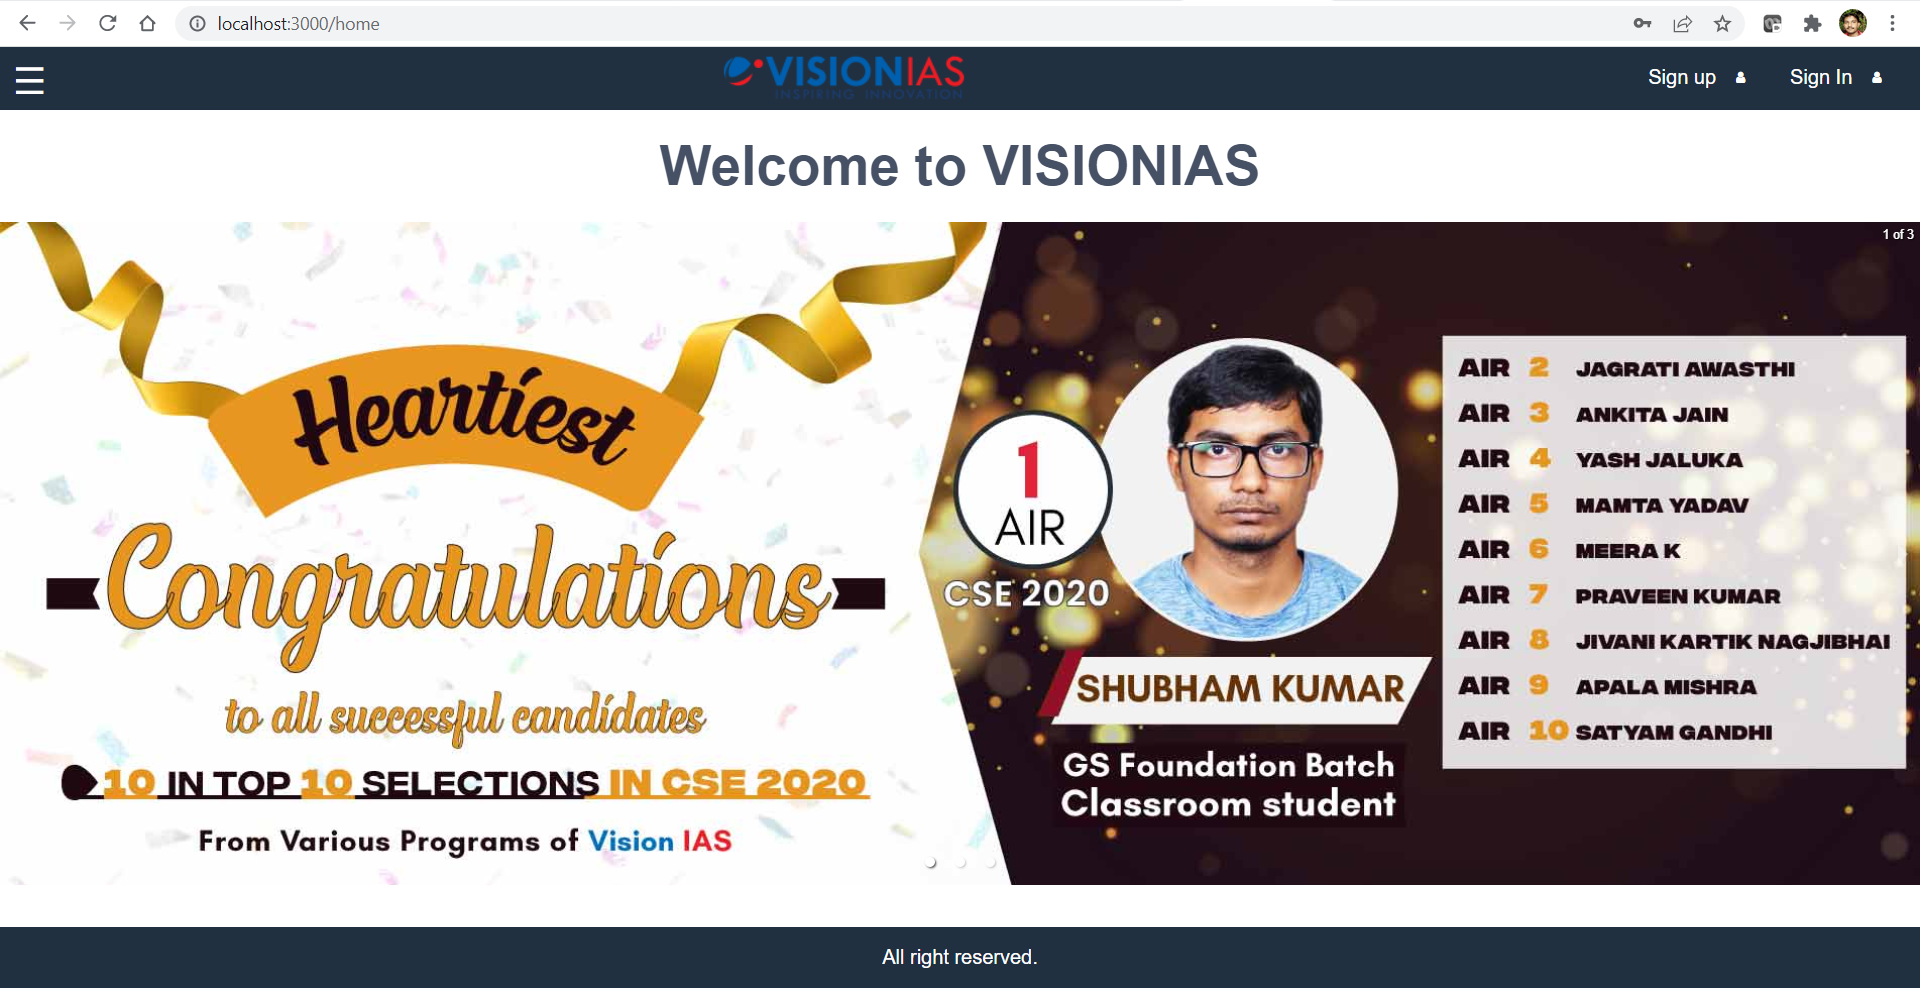 localhost:3000/home
VISIONIAS
INSPIRING INNOVATION
Sign up
Sign In
Welcome to VISIONIAS
1 of 3
Heartiest
Congratulations
to all successful candidates
10 IN TOP 10 SELECTIONS IN CSE 2020
From Various Programs of Vision IAS
1
AIR
CSE 2020
SHUBHAM KUMAR
GS Foundation Batch
Classroom student
AIR 2 JAGRATI AWASTHI
AIR 3 ANKITA JAIN
AIR 4 YASH JALUKA
AIR 5 MAMTA YADAV
AIR 6 MEERA K
AIR 7 PRAVEEN KUMAR
AIR 8 JIVANI KARTIK NAGJIBHAI
AIR 9 APALA MISHRA
AIR 10 SATYAM GANDHI
All right reserved.